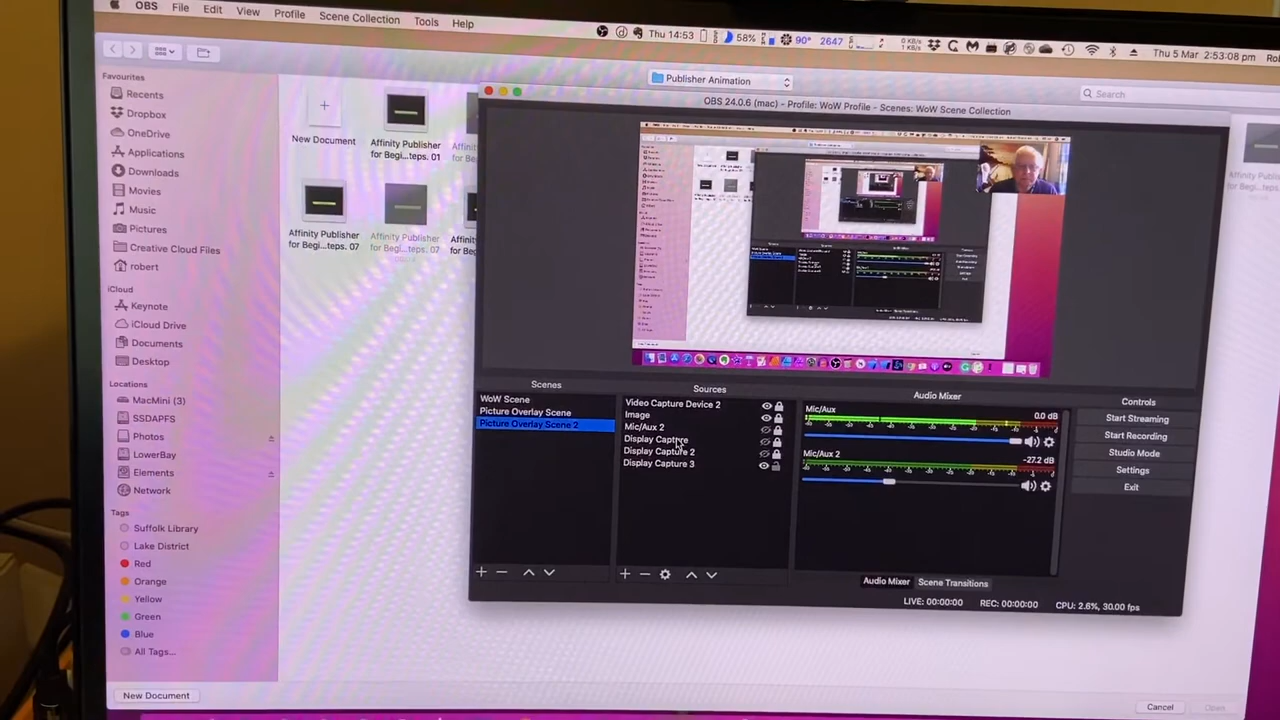 OBS File Edit View Profile Scene Collection Tools Help
Thu 14:53 58% 90° 2647 0 KB/s 1 KB/s Thu 5 Mar 2:53:08 pm
Publisher Animation
Search
Favourites
Recents
Dropbox
OneDrive
Applications
Downloads
Movies
Music
Pictures
Creative Cloud Files
robert
iCloud
Keynote
iCloud Drive
Documents
Desktop
Locations
MacMini (3)
SSDAPFS
Photos
LowerBay
Elements
Network
Tags
Suffolk Library
Lake District
Red
Orange
Yellow
Green
Blue
All Tags...
New Document
New Document
Affinity Publisher
for Begi...teps. 01
Affinity Publisher
for Begi...teps. 07
Affinity Publisher
for Begi...teps. 07
OBS 24.0.6 (mac) - Profile: WoW Profile - Scenes: WoW Scene Collection
Scenes
WoW Scene
Picture Overlay Scene
Picture Overlay Scene 2
Sources
Video Capture Device 2
Image
Mic/Aux 2
Display Capture
Display Capture 2
Display Capture 3
Audio Mixer
Mic/Aux 0.0 dB
Mic/Aux 2 -27.2 dB
Audio Mixer Scene Transitions
Controls
Start Streaming
Start Recording
Studio Mode
Settings
Exit
LIVE: 00:00:00 REC: 00:00:00 CPU: 2.6%, 30.00 fps
Cancel Open